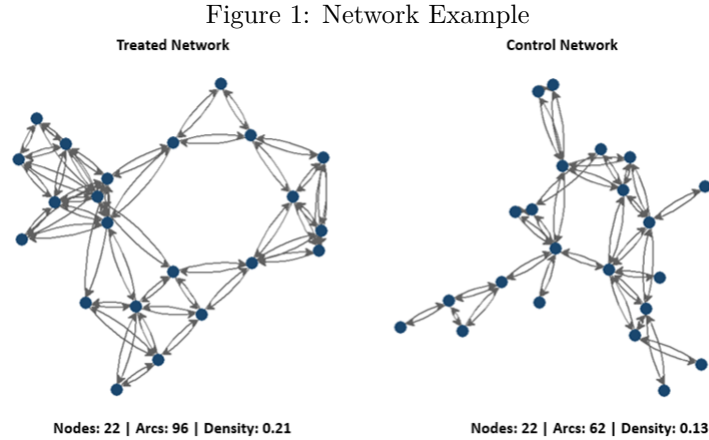 Figure 1: Network Example
Treated Network
Control Network
Nodes: 22 | Arcs: 96 | Density: 0.21
Nodes: 22 | Arcs: 62 | Density: 0.13